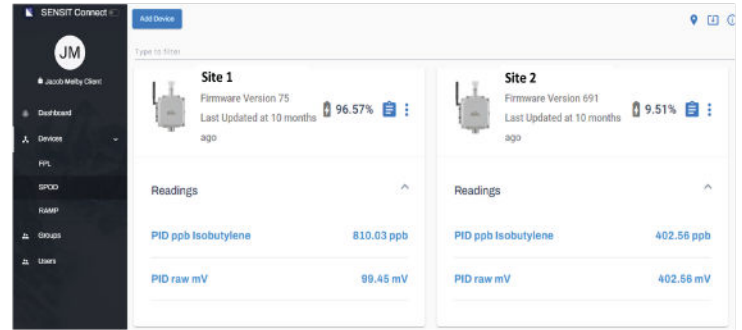 SENSIT Connect
JM
Jacob Melby Client
Dashboard
Devices
FPL
SPOD
RAMP
Groups
Users
Add Device
Type to filter
Site 1
Firmware Version 75
Last Updated at 10 months
ago
96.57%
Readings
PID ppb Isobutylene 810.03 ppb
PID raw mV 99.45 mV
Site 2
Firmware Version 691
Last Updated at 10 months
ago
9.51%
Readings
PID ppb Isobutylene 402.56 ppb
PID raw mV 402.56 mV